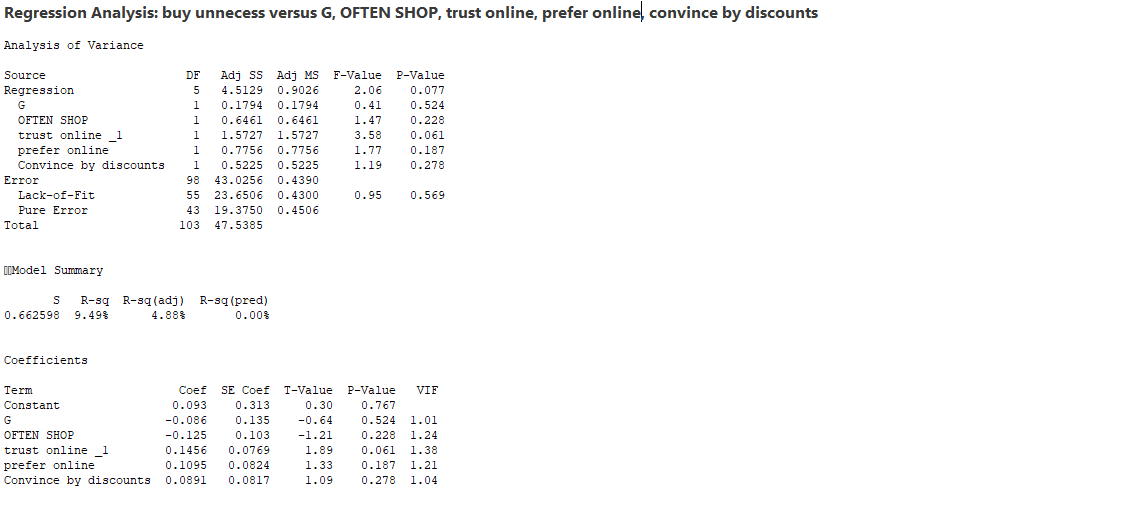 Regression Analysis: buy unnecess versus G, OFTEN SHOP, trust online, prefer online, convince by discounts
Analysis of Variance
Source DF Adj SS Adj MS F-Value P-Value
Regression 5 4.5129 0.9026 2.06 0.077
G 1 0.1794 0.1794 0.41 0.524
OFTEN SHOP 1 0.6461 0.6461 1.47 0.228
trust online _1 1 1.5727 1.5727 3.58 0.061
prefer online 1 0.7756 0.7756 1.77 0.187
Convince by discounts 1 0.5225 0.5225 1.19 0.278
Error 98 43.0256 0.4390
Lack-of-Fit 55 23.6506 0.4300 0.95 0.569
Pure Error 43 19.3750 0.4506
Total 103 47.5385
Model Summary
S R-sq R-sq(adj) R-sq(pred)
0.662598 9.49% 4.88% 0.00%
Coefficients
Term Coef SE Coef T-Value P-Value VIF
Constant 0.093 0.313 0.30 0.767
G -0.086 0.135 -0.64 0.524 1.01
OFTEN SHOP -0.125 0.103 -1.21 0.228 1.24
trust online _1 0.1456 0.0769 1.89 0.061 1.38
prefer online 0.1095 0.0824 1.33 0.187 1.21
Convince by discounts 0.0891 0.0817 1.09 0.278 1.04